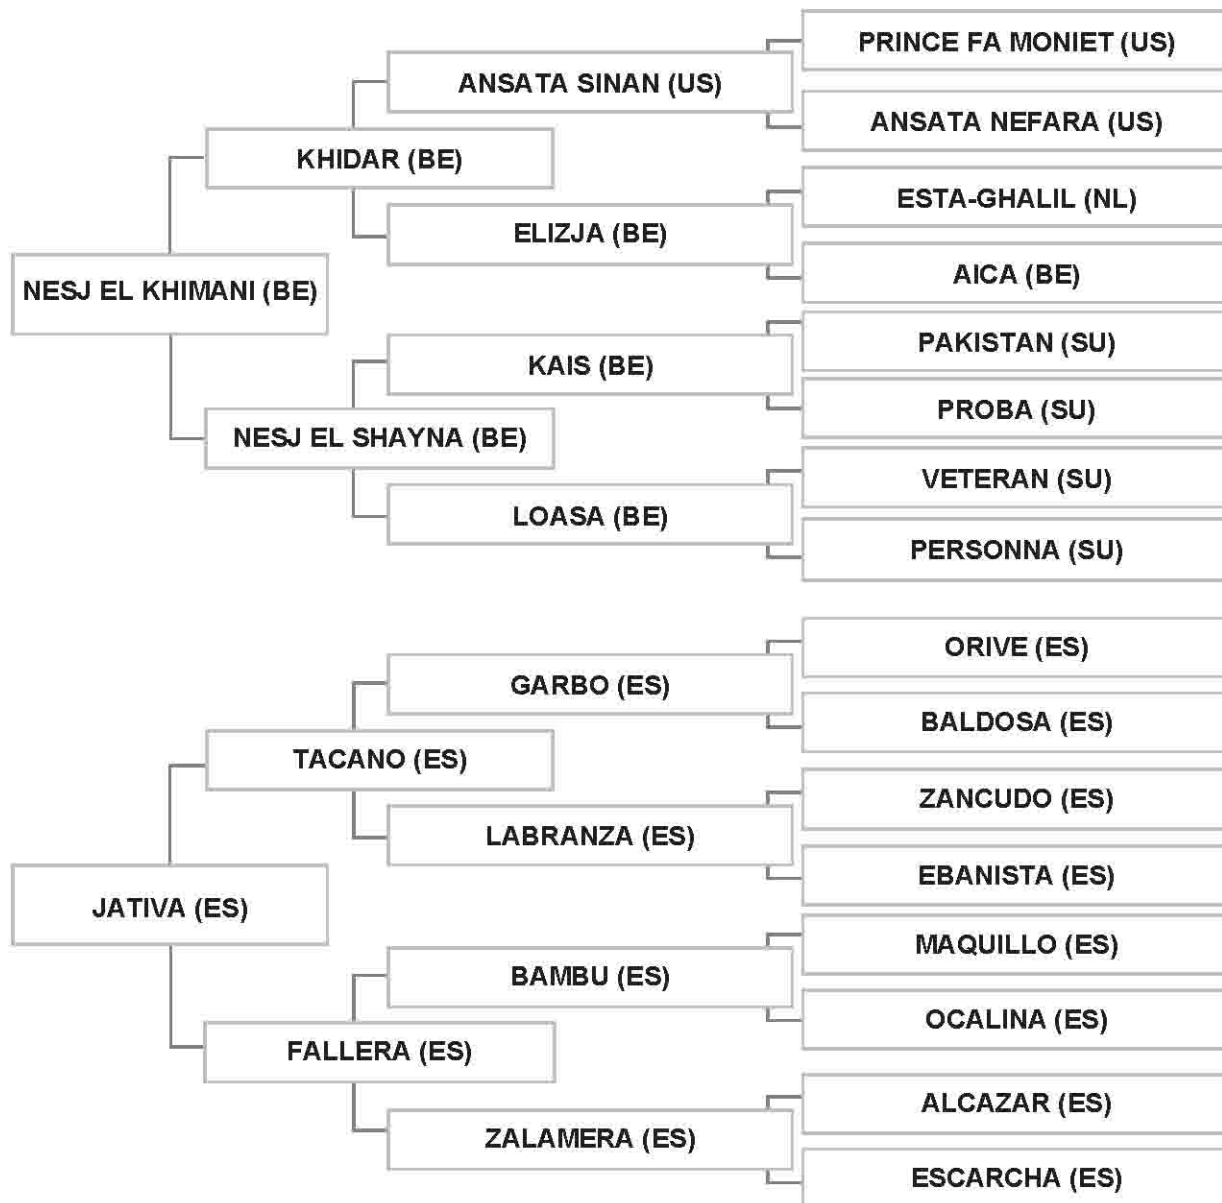 PRINCE FA MONIET (US)
ANSATA SINAN (US)
ANSATA NEFARA (US)
KHIDAR (BE)
ESTA-GHALIL (NL)
ELIZJA (BE)
AICA (BE)
NESJ EL KHIMANI (BE)
PAKISTAN (SU)
KAIS (BE)
PROBA (SU)
NESJ EL SHAYNA (BE)
VETERAN (SU)
LOASA (BE)
PERSONNA (SU)
ORIVE (ES)
GARBO (ES)
BALDOSA (ES)
TACANO (ES)
ZANCUDO (ES)
LABRANZA (ES)
EBANISTA (ES)
JATIVA (ES)
MAQUILLO (ES)
BAMBU (ES)
OCALINA (ES)
FALLERA (ES)
ALCAZAR (ES)
ZALAMERA (ES)
ESCARCHA (ES)